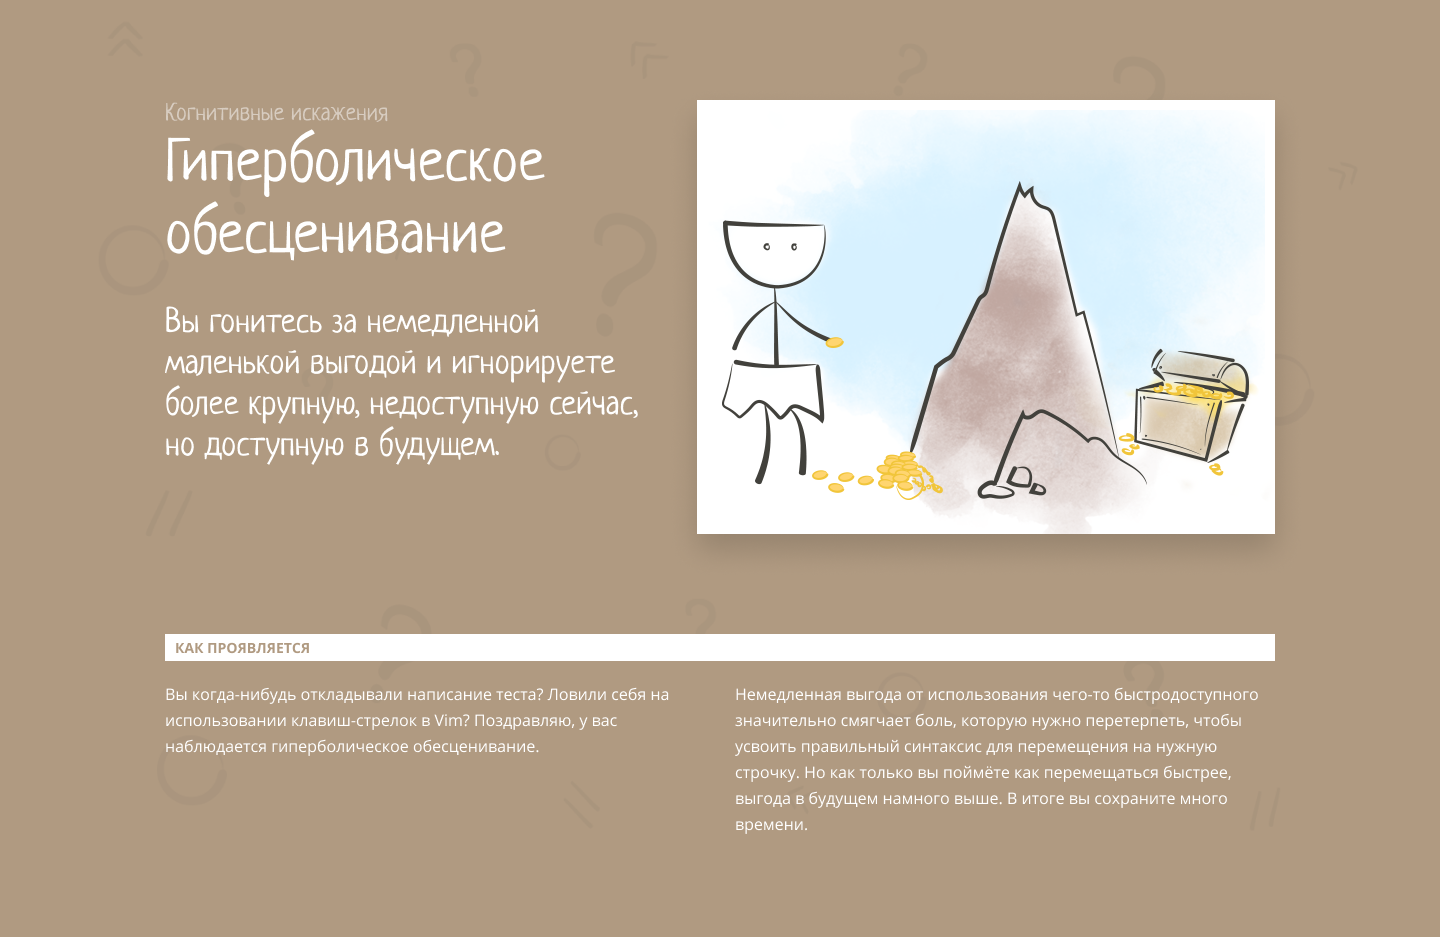 Когнитивные искажения
Гиперболическое
обесценивание
Вы гонитесь за немедленной
маленькой выгодой и игнорируете
более крупную, недоступную сейчас,
но доступную в будущем.
КАК ПРОЯВЛЯЕТСЯ
Вы когда-нибудь откладывали написание теста? Ловили себя на
использовании клавиш-стрелок в Vim? Поздравляю, у вас
наблюдается гиперболическое обесценивание.
Немедленная выгода от использования чего-то быстродоступного
значительно смягчает боль, которую нужно перетерпеть, чтобы
усвоить правильный синтаксис для перемещения на нужную
строчку. Но как только вы поймёте как перемещаться быстрее,
выгода в будущем намного выше. В итоге вы сохраните много
времени.